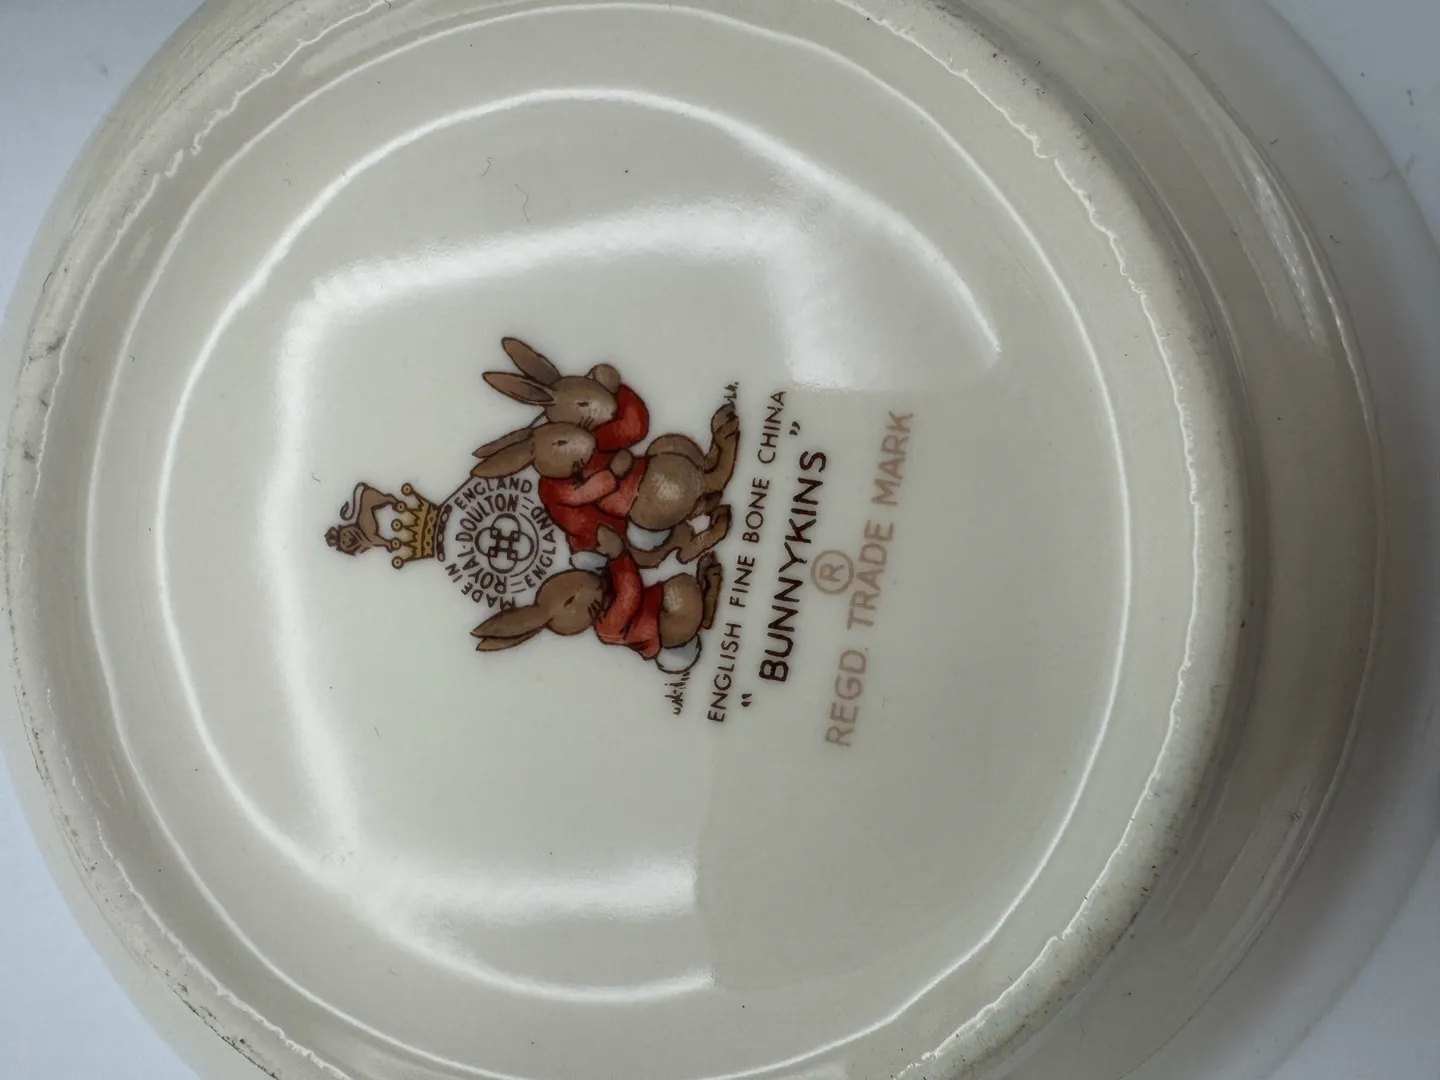 MADE IN ENGLAND
ROYAL·DOULTON
ENGLAND
ENGLISH FINE BONE CHINA
"BUNNYKINS"
®
REGD. TRADE MARK